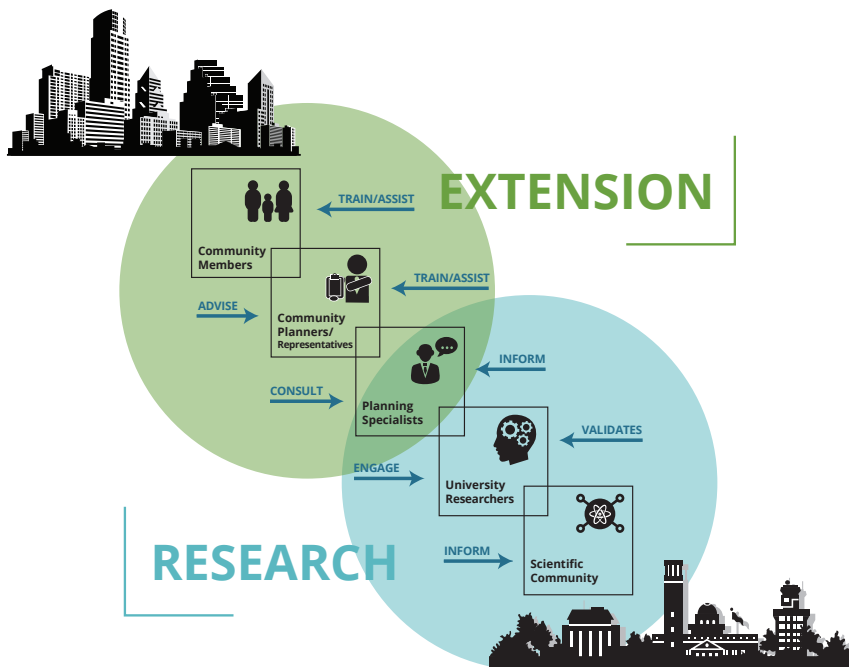 EXTENSION
TRAIN/ASSIST
Community
Members
TRAIN/ASSIST
ADVISE
Community
Planners/
Representatives
INFORM
CONSULT
Planning
Specialists
VALIDATES
ENGAGE
University
Researchers
RESEARCH
INFORM
Scientific
Community